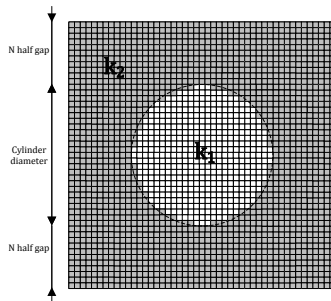 N half gap
k₂
Cylinder
diameter
k₁
N half gap